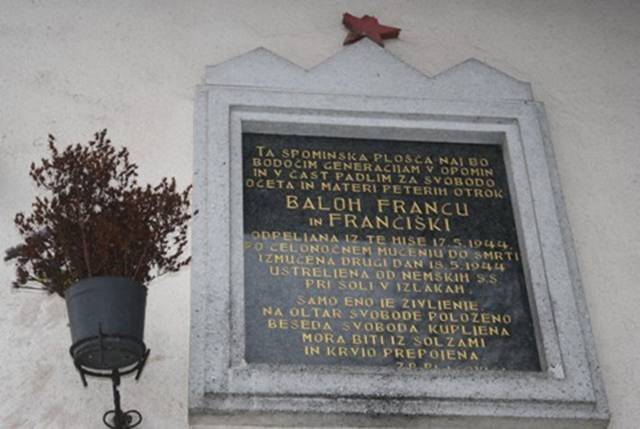 TA SPOMINSKA PLOŠČA NAJ BO
BODOČIM GENERACIJAM V OPOMIN
IN V ČAST PADLIM ZA SVOBODO
OČETA IN MATERI PETERIH OTROK
BALOH FRANCU
IN FRANČIŠKI
ODPELJANA IZ TE HIŠE 17.5.1944.
PO CELONOČNEM MUČENJU DO SMRTI
IZMUČENA DRUGI DAN 18.5.1944
USTRELJENA OD NEMŠKIH SS
PRI ŠOLI V IZLAKAH
SAMO ENO JE ŽIVLJENJE
NA OLTAR SVOBODE POLOŽENO
BESEDA SVOBODA KUPLJENA
MORA BITI IZ SOLZAMI
IN KRVJO PREPOJENA